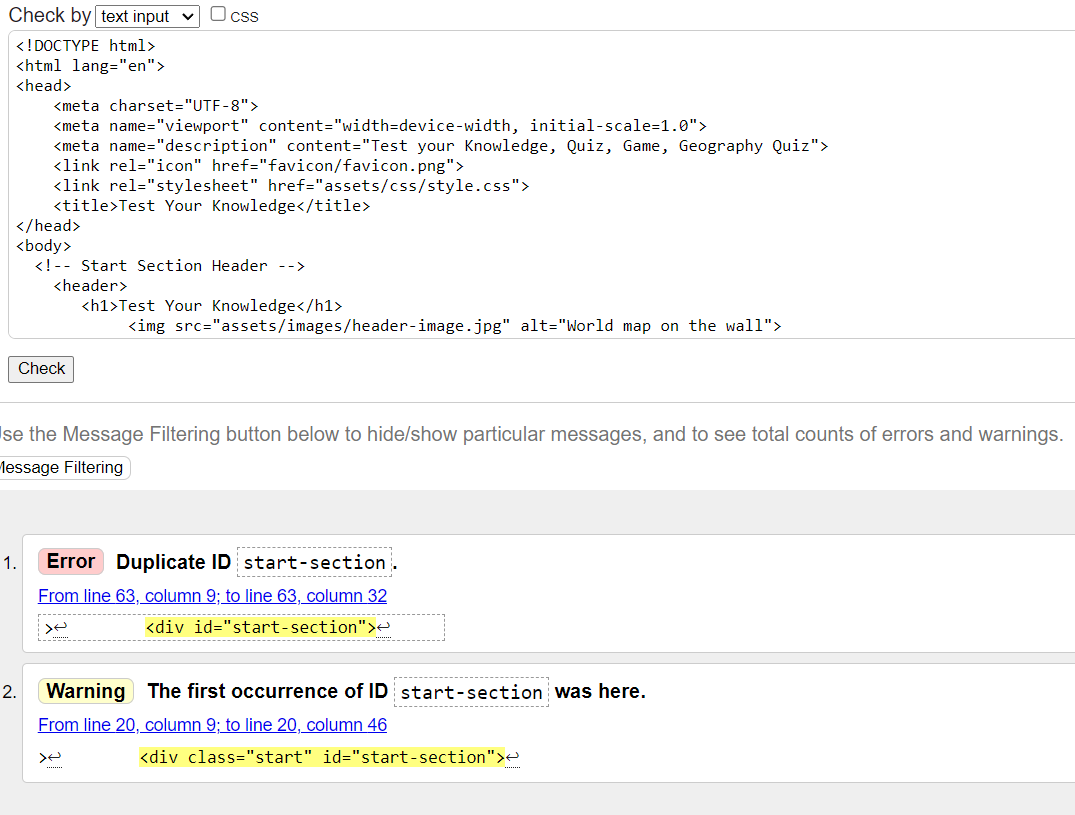 Check by text input CSS
<!DOCTYPE html>
<html lang="en">
<head>
    <meta charset="UTF-8">
    <meta name="viewport" content="width=device-width, initial-scale=1.0">
    <meta name="description" content="Test your Knowledge, Quiz, Game, Geography Quiz">
    <link rel="icon" href="favicon/favicon.png">
    <link rel="stylesheet" href="assets/css/style.css">
    <title>Test Your Knowledge</title>
</head>
<body>
  <!-- Start Section Header -->
    <header>
       <h1>Test Your Knowledge</h1>
            <img src="assets/images/header-image.jpg" alt="World map on the wall">
Check
se the Message Filtering button below to hide/show particular messages, and to see total counts of errors and warnings.
essage Filtering
1. Error Duplicate ID start-section.
From line 63, column 9; to line 63, column 32
>↩        <div id="start-section">↩
2. Warning The first occurrence of ID start-section was here.
From line 20, column 9; to line 20, column 46
>↩        <div class="start" id="start-section">↩